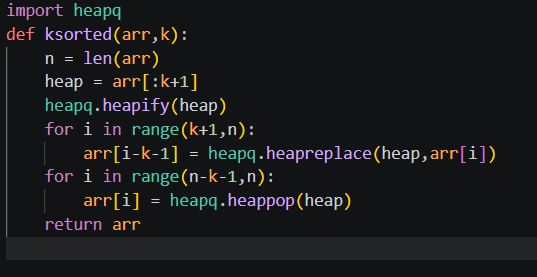 import heapq
def ksorted(arr,k):
    n = len(arr)
    heap = arr[:k+1]
    heapq.heapify(heap)
    for i in range(k+1,n):
        arr[i-k-1] = heapq.heapreplace(heap,arr[i])
    for i in range(n-k-1,n):
        arr[i] = heapq.heappop(heap)
    return arr